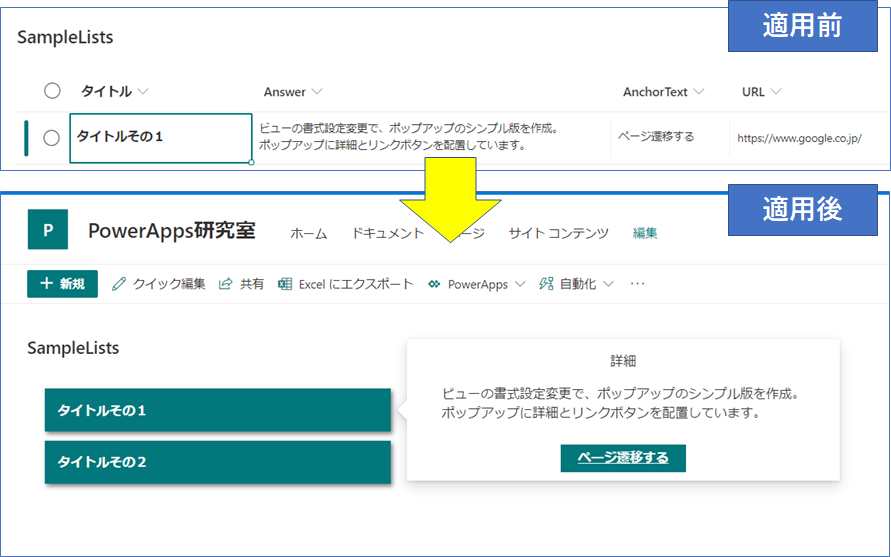 適用前
SampleLists
タイトル Answer AnchorText URL
タイトルその1 ビューの書式設定変更で、ポップアップのシンプル版を作成。 ページ遷移する https://www.google.co.jp/
ポップアップに詳細とリンクボタンを配置しています。
適用後
P PowerApps研究室 ホーム ドキュメント ージ サイト コンテンツ 編集
+ 新規 クイック編集 共有 Excel にエクスポート PowerApps 自動化 ···
SampleLists
詳細
ビューの書式設定変更で、ポップアップのシンプル版を作成。
ポップアップに詳細とリンクボタンを配置しています。
タイトルその1
タイトルその2
ページ遷移する